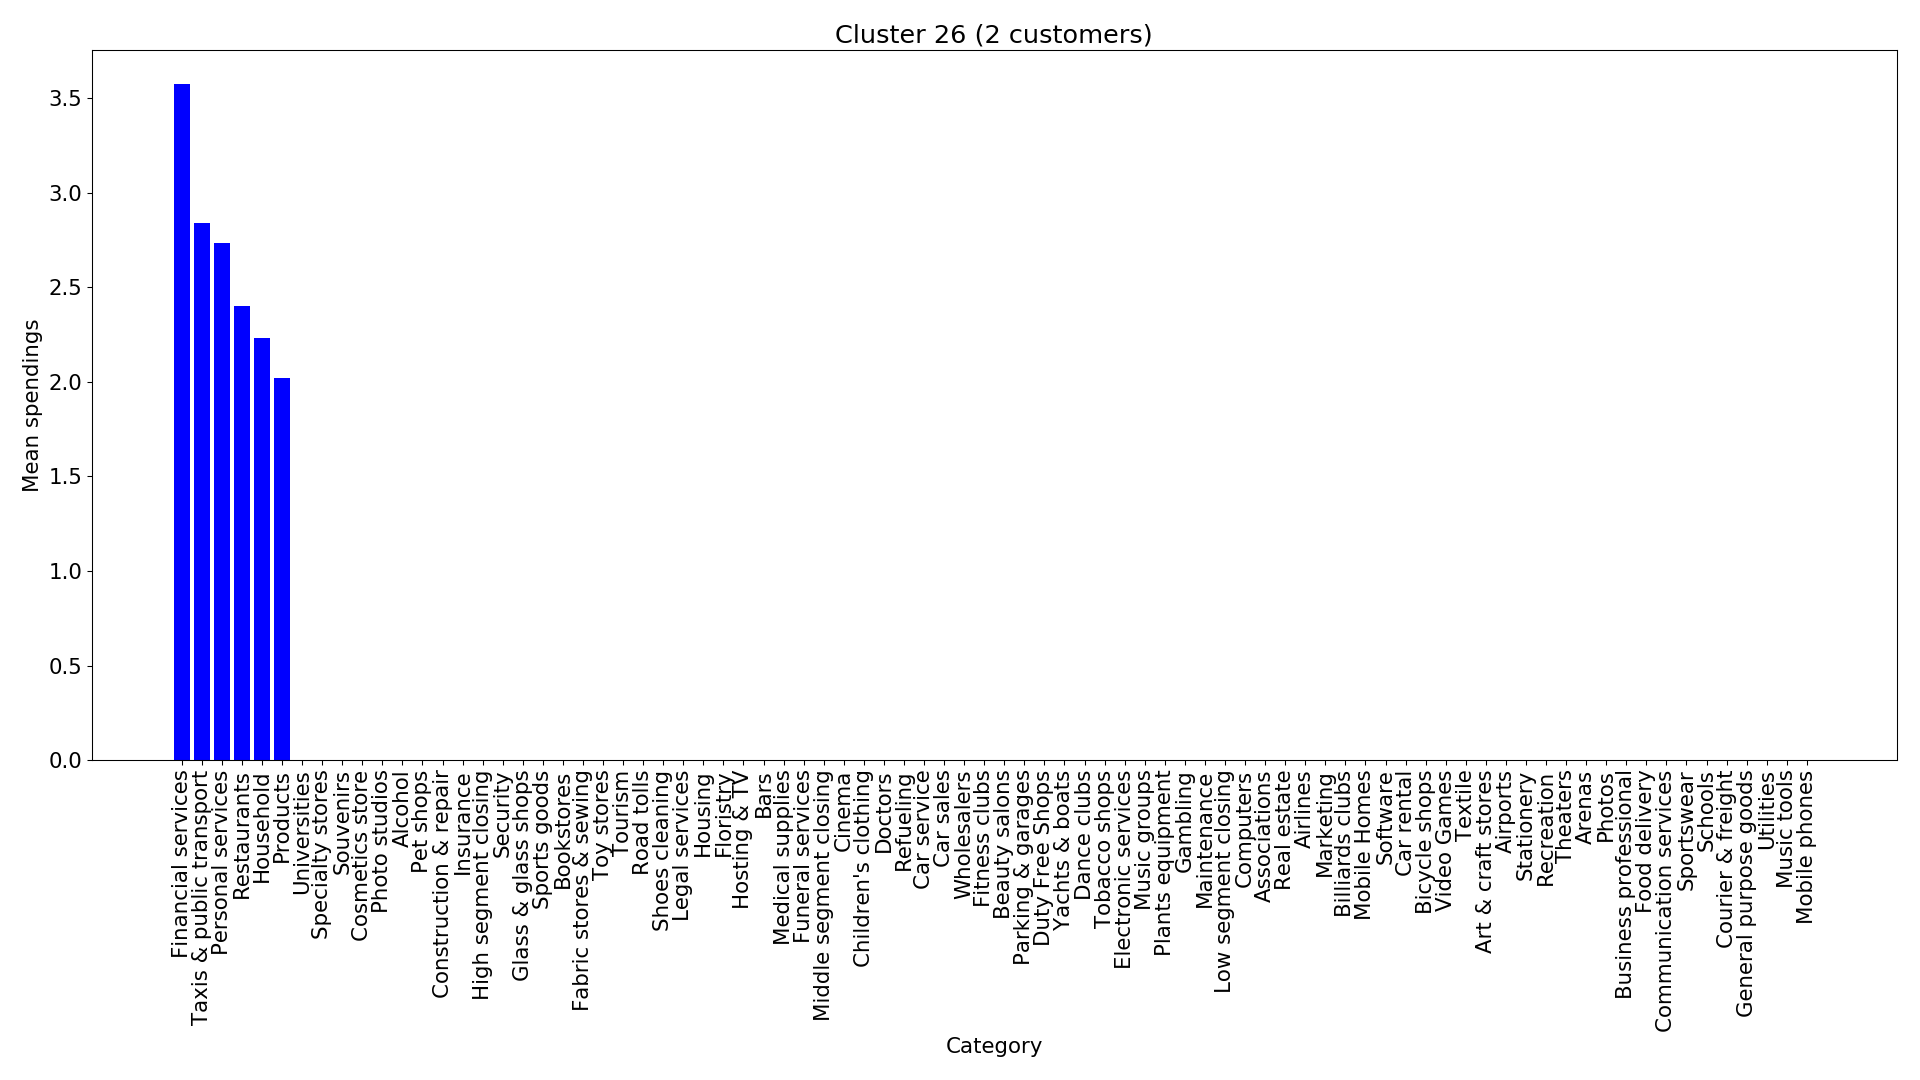 Cluster 26 (2 customers)
Mean spendings
3.5
3.0
2.5
2.0
1.5
1.0
0.5
0.0
Financial services
Taxis & public transport
Personal services
Restaurants
Household
Products
Universities
Specialty stores
Souvenirs
Cosmetics store
Photo studios
Alcohol
Pet shops
Construction & repair
Insurance
High segment closing
Security
Glass & glass shops
Sports goods
Bookstores
Fabric stores & sewing
Toy stores
Tourism
Road tolls
Shoes cleaning
Legal services
Housing
Floristry
Hosting & TV
Bars
Medical supplies
Funeral services
Middle segment closing
Cinema
Children's clothing
Doctors
Refueling
Car service
Car sales
Wholesalers
Fitness clubs
Beauty salons
Parking & garages
Duty Free Shops
Yachts & boats
Dance clubs
Tobacco shops
Electronic services
Music groups
Plants equipment
Gambling
Maintenance
Low segment closing
Computers
Associations
Real estate
Airlines
Marketing
Billiards clubs
Mobile Homes
Software
Car rental
Bicycle shops
Video Games
Textile
Art & craft stores
Airports
Stationery
Recreation
Theaters
Arenas
Photos
Business professional
Food delivery
Communication services
Sportswear
Schools
Courier & freight
General purpose goods
Utilities
Music tools
Mobile phones
Category